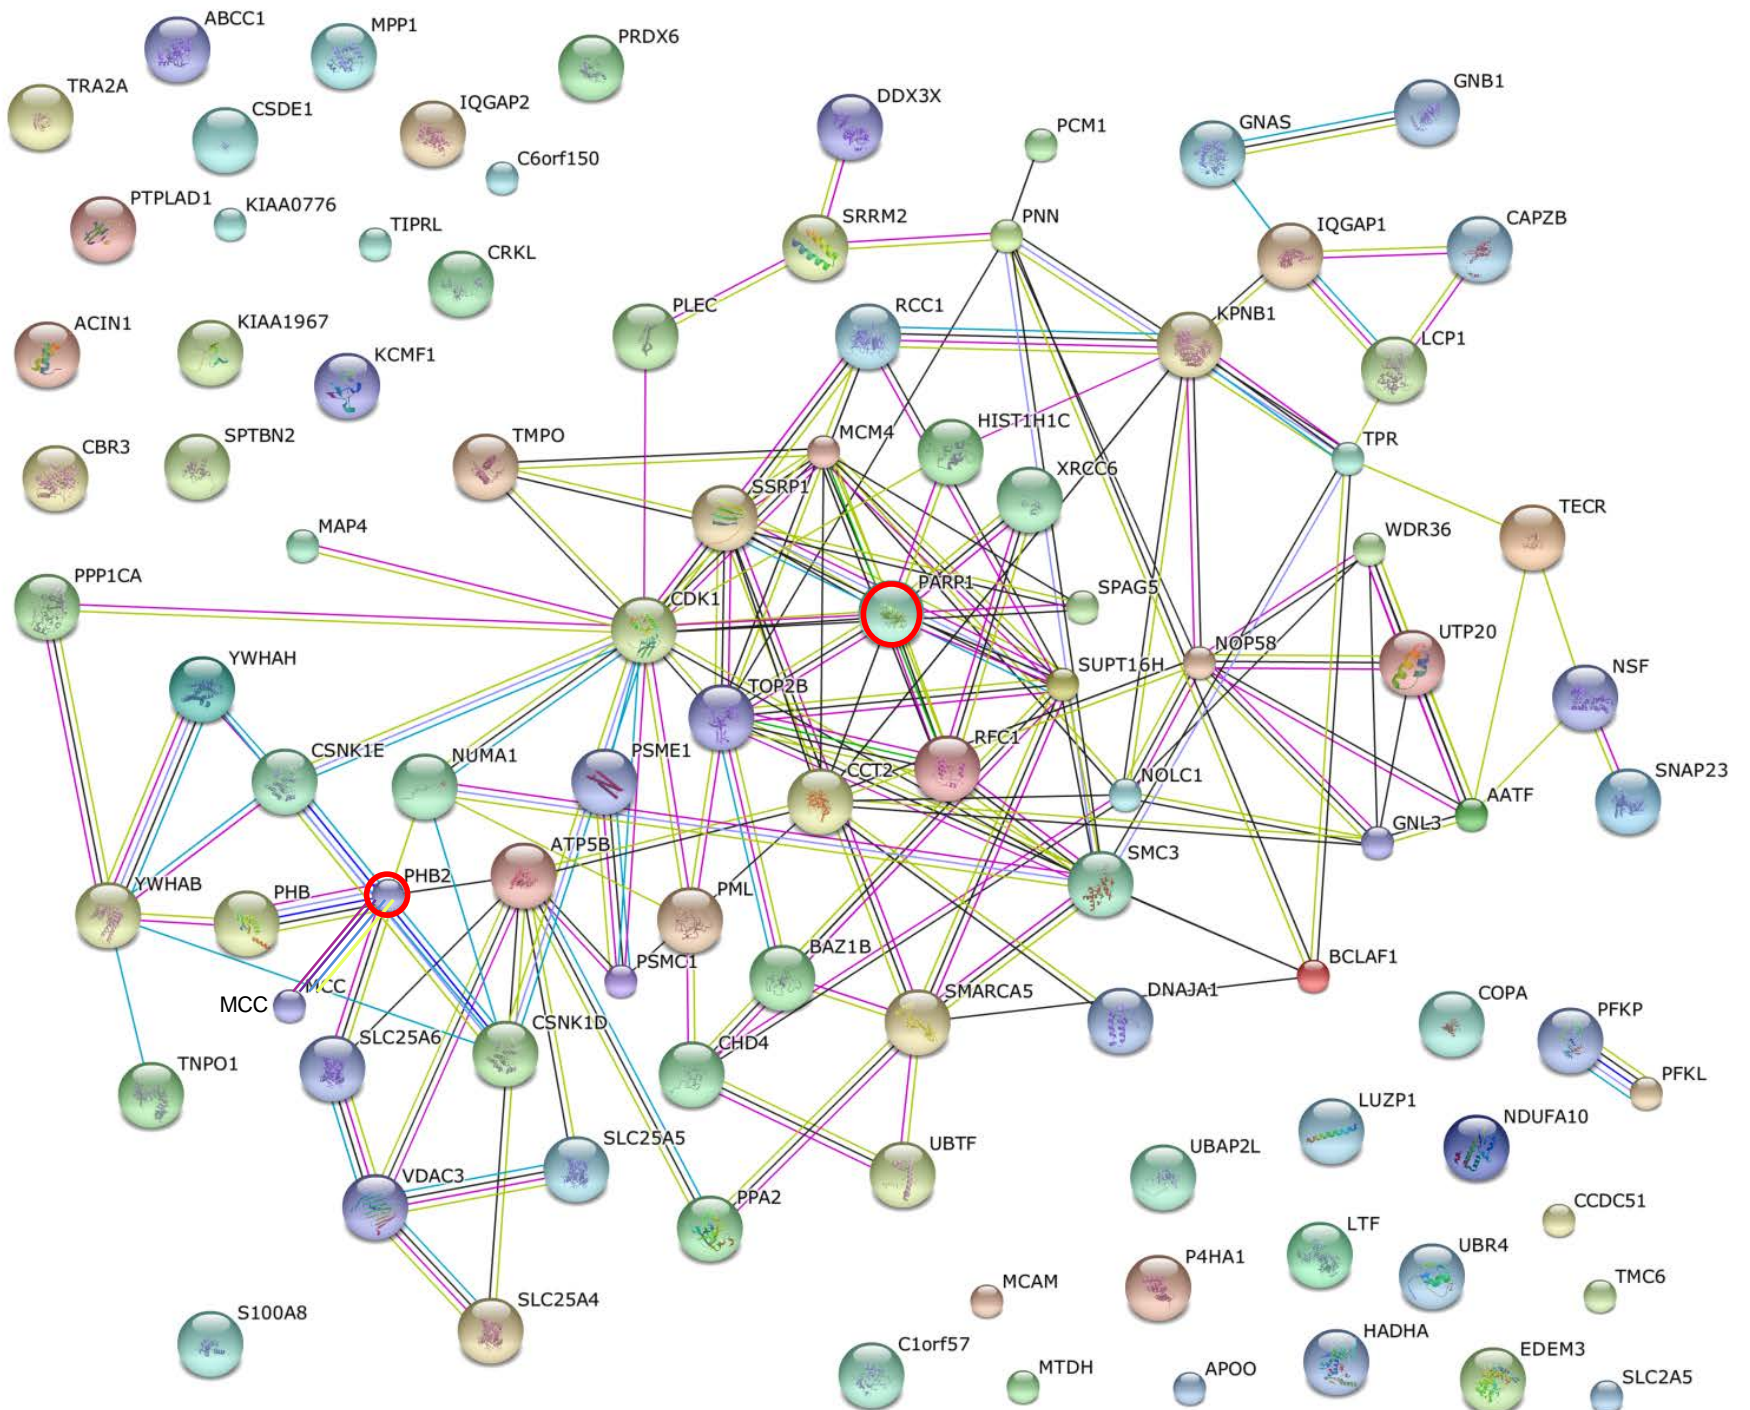 ABCC1
MPP1
PRDX6
TRA2A
CSDE1
IQGAP2
DDX3X
PCM1
GNAS
GNB1
C6orf150
PTPLAD1
KIAA0776
TIPRL
CRKL
SRRM2
PNN
IQGAP1
CAPZB
ACIN1
KIAA1967
KCMF1
PLEC
RCC1
KPNB1
LCP1
CBR3
SPTBN2
TMPO
MCM4
HIST1H1C
TPR
XRCC6
SSRP1
MAP4
WDR36
TECR
PPP1CA
CDK1
PARP1
SPAG5
UTP20
YWHAH
TOP2B
SUPT16H
NOP58
NSF
CSNK1E
NUMA1
PSME1
RFC1
CCT2
NOLC1
SNAP23
AATF
GNL3
YWHAB
PHB
PHB2
ATP5B
PML
SMC3
MCC
MCC
PSMC1
BAZ1B
BCLAF1
SLC25A6
CSNK1D
SMARCA5
DNAJA1
COPA
PFKP
TNPO1
CHD4
PFKL
LUZP1
NDUFA10
VDAC3
SLC25A5
UBTF
UBAP2L
PPA2
CCDC51
LTF
UBR4
S100A8
SLC25A4
MCAM
P4HA1
TMC6
C1orf57
MTDH
APOO
HADHA
EDEM3
SLC2A5